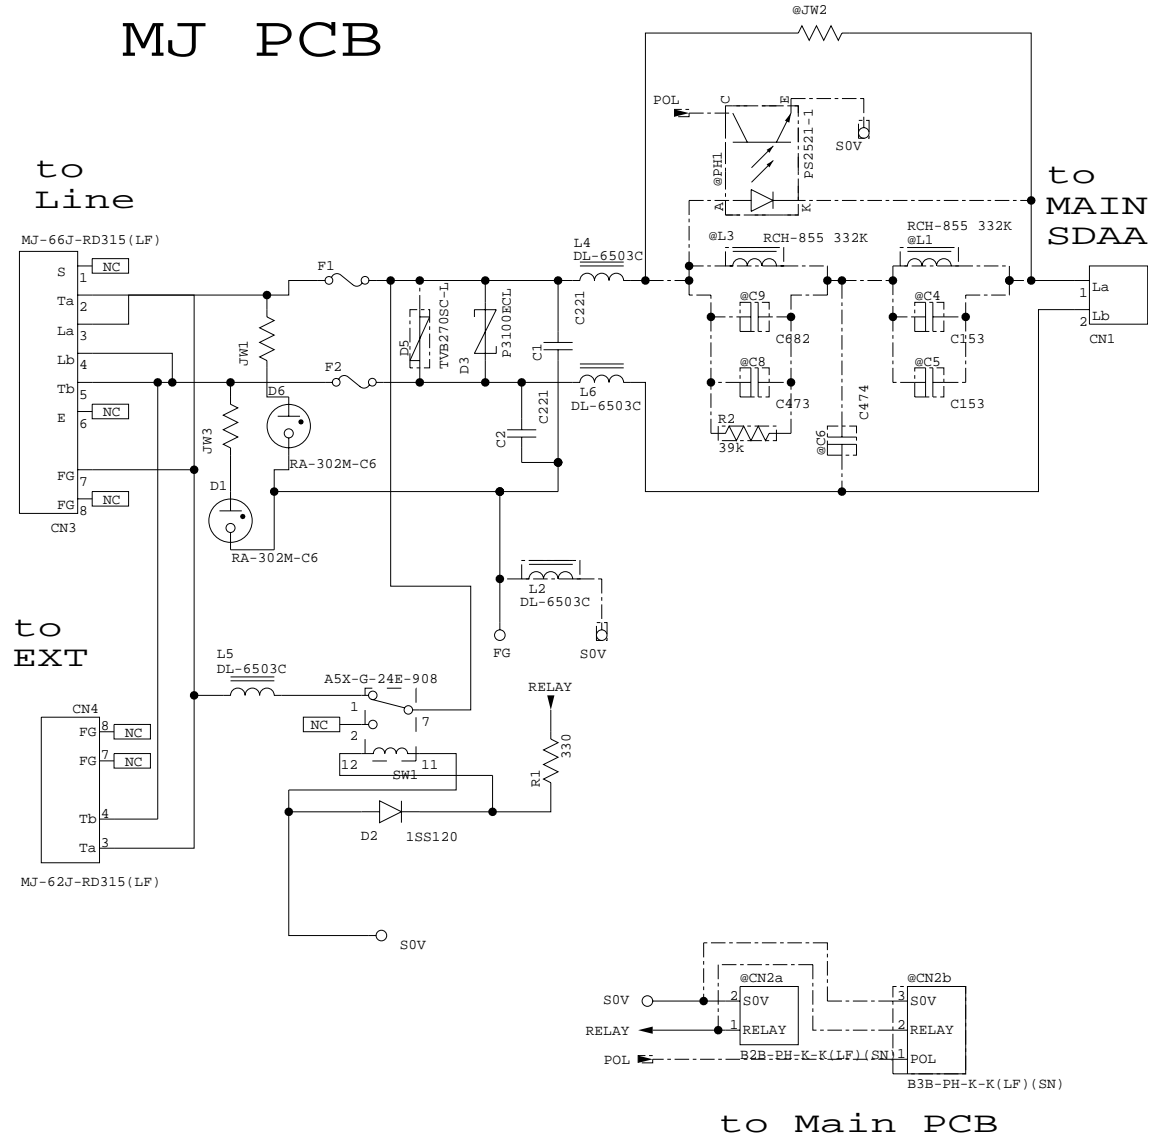 MJ PCB
@JW2
POL
C
E
S0V
@PH1
PS2521-1
A
K
to
Line
to
MAIN
SDAA
MJ-66J-RD315(LF)
S
1
NC
Ta
2
La
3
Lb
4
Tb
5
E
6
NC
FG
7
FG
8
NC
CN3
F1
F2
JW1
JW3
D6
RA-302M-C6
D1
RA-302M-C6
D5
TVB270SC-L
D3
P3100ECL
C1
C221
C2
C221
L4
DL-6503C
L6
DL-6503C
@L3
RCH-855 332K
RCH-855 332K
@L1
@C9
C682
@C8
C473
R2
39k
@C6
C474
@C4
C153
@C5
C153
La
1
Lb
2
CN1
L2
DL-6503C
FG
S0V
to
EXT
L5
DL-6503C
A5X-G-24E-908
1
7
NC
2
12
11
SW1
RELAY
R1
330
D2
1SS120
S0V
CN4
FG
8
NC
FG
7
NC
Tb
4
Ta
3
MJ-62J-RD315(LF)
@CN2a
@CN2b
S0V
2
S0V
3
S0V
RELAY
1
RELAY
2
RELAY
POL
B2B-PH-K-K(LF)(SN)
1
POL
B3B-PH-K-K(LF)(SN)
to Main PCB